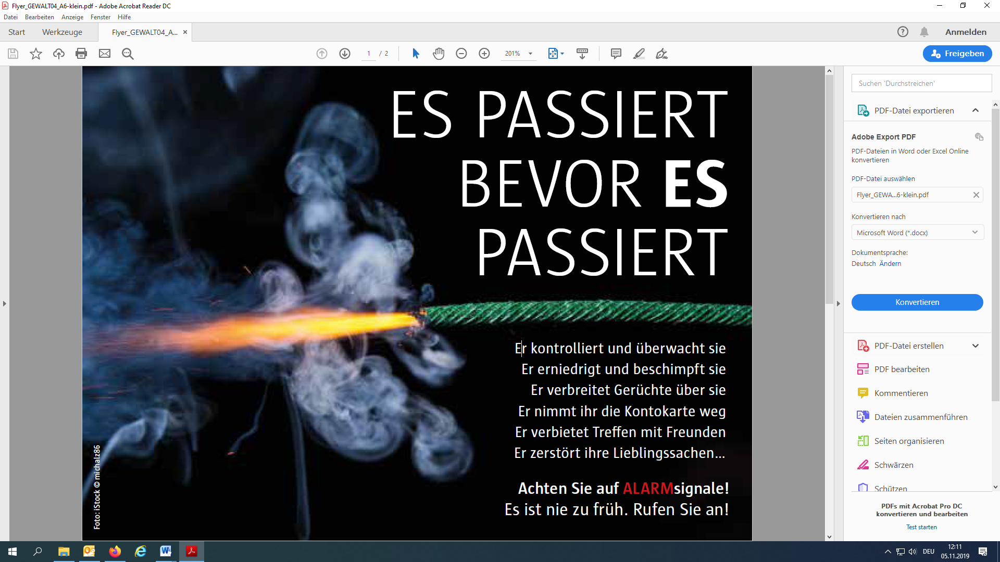 Flyer_GEWALT04_A6-klein.pdf - Adobe Acrobat Reader DC
Datei Bearbeiten Anzeige Fenster Hilfe
Start Werkzeuge Flyer_GEWALT04_A... ×
Anmelden
1 / 2
201%
Freigeben
ES PASSIERT
BEVOR ES
PASSIERT
Er kontrolliert und überwacht sie
Er erniedrigt und beschimpft sie
Er verbreitet Gerüchte über sie
Er nimmt ihr die Kontokarte weg
Er verbietet Treffen mit Freunden
Er zerstört ihre Lieblingssachen...
Achten Sie auf ALARMsignale!
Es ist nie zu früh. Rufen Sie an!
Foto: iStock © michalz86
Suchen 'Durchstreichen'
PDF-Datei exportieren
Adobe Export PDF
PDF-Dateien in Word oder Excel Online
konvertieren
PDF-Datei auswählen
Flyer_GEWA...6-klein.pdf
Konvertieren nach
Microsoft Word (*.docx)
Dokumentsprache:
Deutsch Ändern
Konvertieren
PDF-Datei erstellen
PDF bearbeiten
Kommentieren
Dateien zusammenführen
Seiten organisieren
Schwärzen
Schützen
PDFs mit Acrobat Pro DC
konvertieren und bearbeiten
Test starten
DEU
12:11
05.11.2019